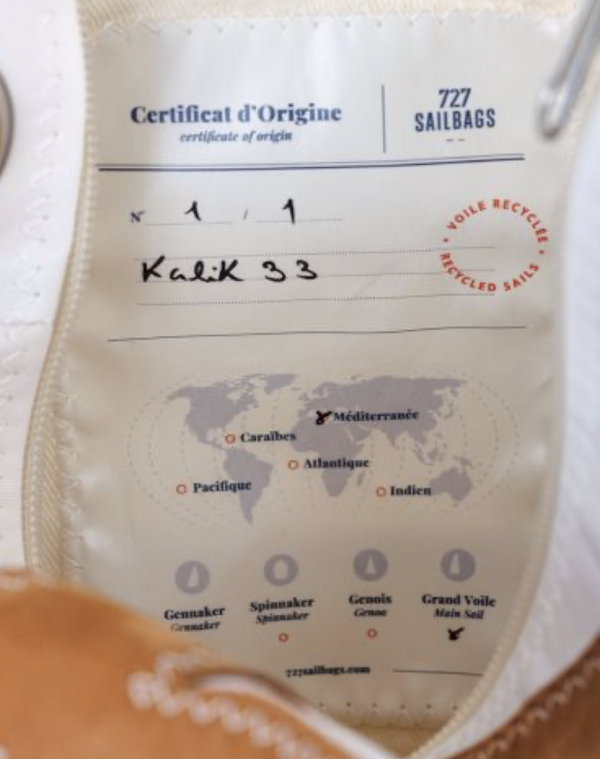 Certificat d'Origine
certificate of origin
727
SAILBAGS
N° 1 / 1
Kalik 33
• VOILE RECYCLÉE •
RECYCLED SAILS
Méditerranée
Caraïbes
Atlantique
Pacifique
Indien
Gennaker
Gennaker
Spinnaker
Spinnaker
Genois
Genoa
Grand Voile
Main Sail
727sailbags.com